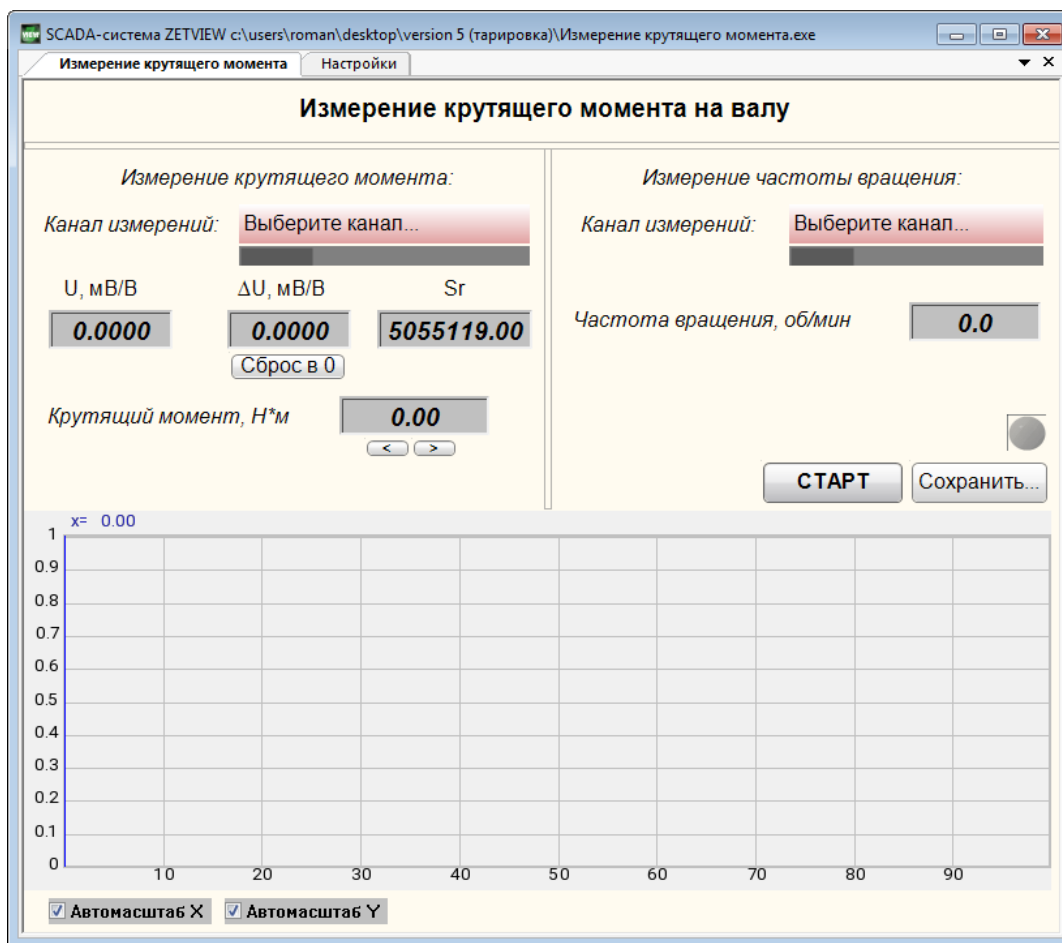 SCADA-система ZETVIEW c:\users\roman\desktop\version 5 (тарировка)\Измерение крутящего момента.exe
Измерение крутящего момента Настройки
Измерение крутящего момента на валу
Измерение крутящего момента:
Канал измерений: Выберите канал...
U, мВ/В ΔU, мВ/В Sr
0.0000 0.0000 5055119.00
Сброс в 0
Крутящий момент, Н*м 0.00
< >
Измерение частоты вращения:
Канал измерений: Выберите канал...
Частота вращения, об/мин 0.0
СТАРТ Сохранить...
x= 0.00
1
0.9
0.8
0.7
0.6
0.5
0.4
0.3
0.2
0.1
0
10 20 30 40 50 60 70 80 90
Автомасштаб X Автомасштаб Y